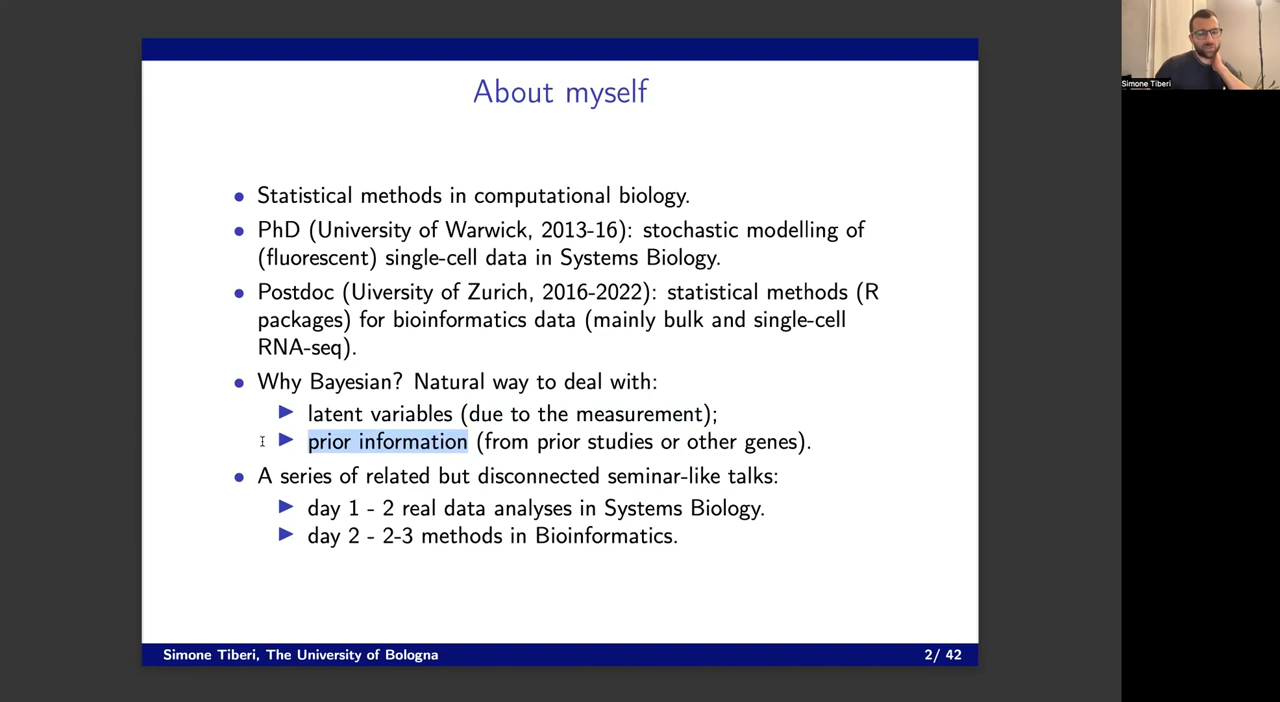 About myself
Statistical methods in computational biology.
PhD (University of Warwick, 2013-16): stochastic modelling of
(fluorescent) single-cell data in Systems Biology.
Postdoc (Uiversity of Zurich, 2016-2022): statistical methods (R
packages) for bioinformatics data (mainly bulk and single-cell
RNA-seq).
Why Bayesian? Natural way to deal with:
latent variables (due to the measurement);
prior information (from prior studies or other genes).
A series of related but disconnected seminar-like talks:
day 1 - 2 real data analyses in Systems Biology.
day 2 - 2-3 methods in Bioinformatics.
Simone Tiberi, The University of Bologna
2/ 42
Simone Tiberi